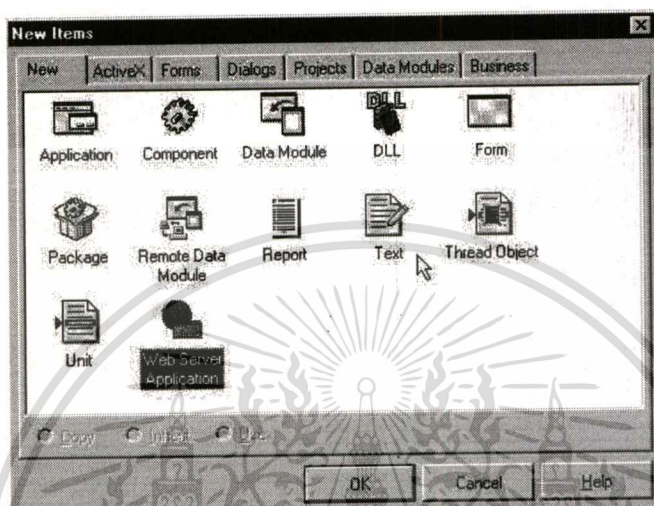 New Items
New ActiveX Forms Dialogs Projects Data Modules Business
Application Component Data Module DLL Form
Package Remote Data Module Report Text Thread Object
Unit Web Server Application
Copy Inherit Use
OK Cancel Help